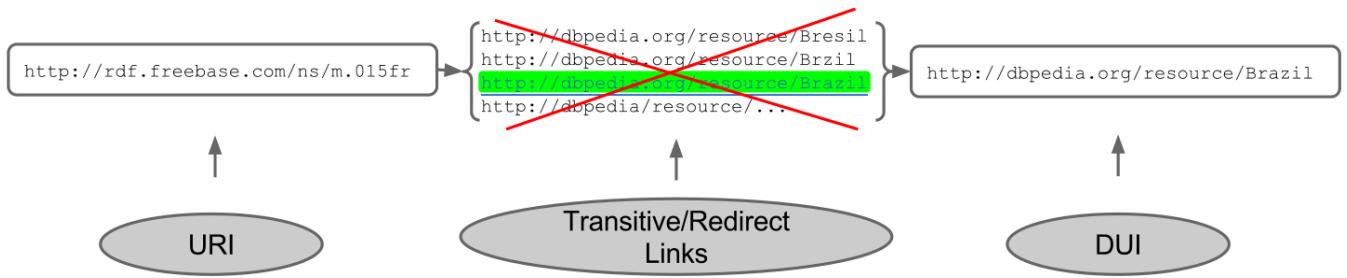 http://rdf.freebase.com/ns/m.015fr
http://dbpedia.org/resource/Bresil
http://dbpedia.org/resource/Brzil
http://dbpedia.org/resource/Brazil
http://dbpedia/resource/...
http://dbpedia.org/resource/Brazil
URI
Transitive/Redirect
Links
DUI